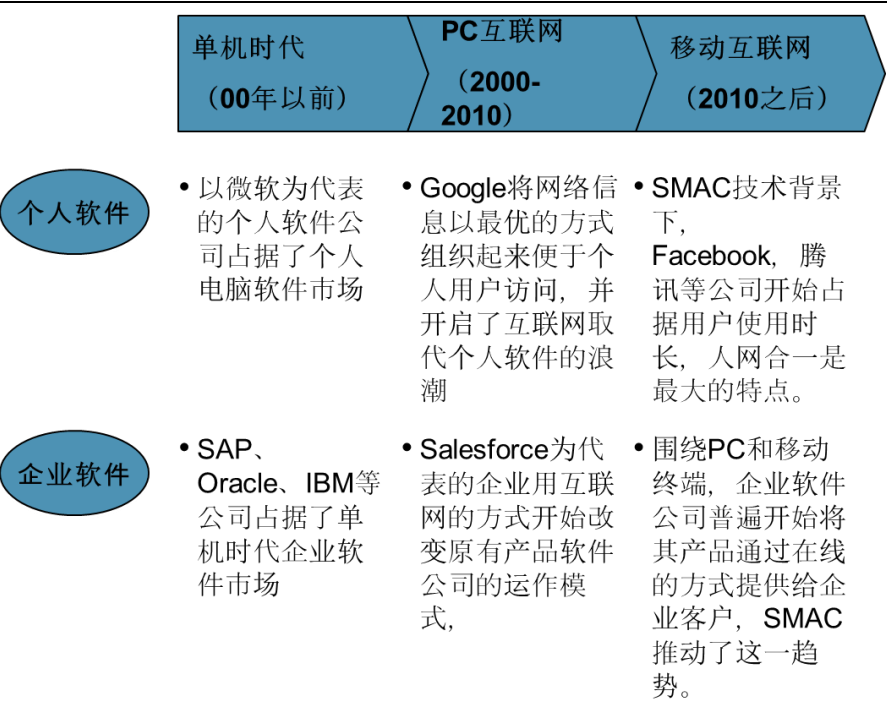 单机时代
（00年以前）
PC互联网
（2000-
2010）
移动互联网
（2010之后）
个人软件
• 以微软为代表
的个人软件公
司占据了个人
电脑软件市场
• Google将网络信
息以最优的方式
组织起来便于个
人用户访问，并
开启了互联网取
代个人软件的浪
潮
• SMAC技术背景
下，
Facebook，腾
讯等公司开始占
据用户使用时
长，人网合一是
最大的特点。
企业软件
• SAP、
Oracle、IBM等
公司占据了单
机时代企业软
件市场
• Salesforce为代
表的企业用互联
网的方式开始改
变原有产品软件
公司的运作模
式，
• 围绕PC和移动
终端，企业软件
公司普遍开始将
其产品通过在线
的方式提供给企
业客户，SMAC
推动了这一趋
势。